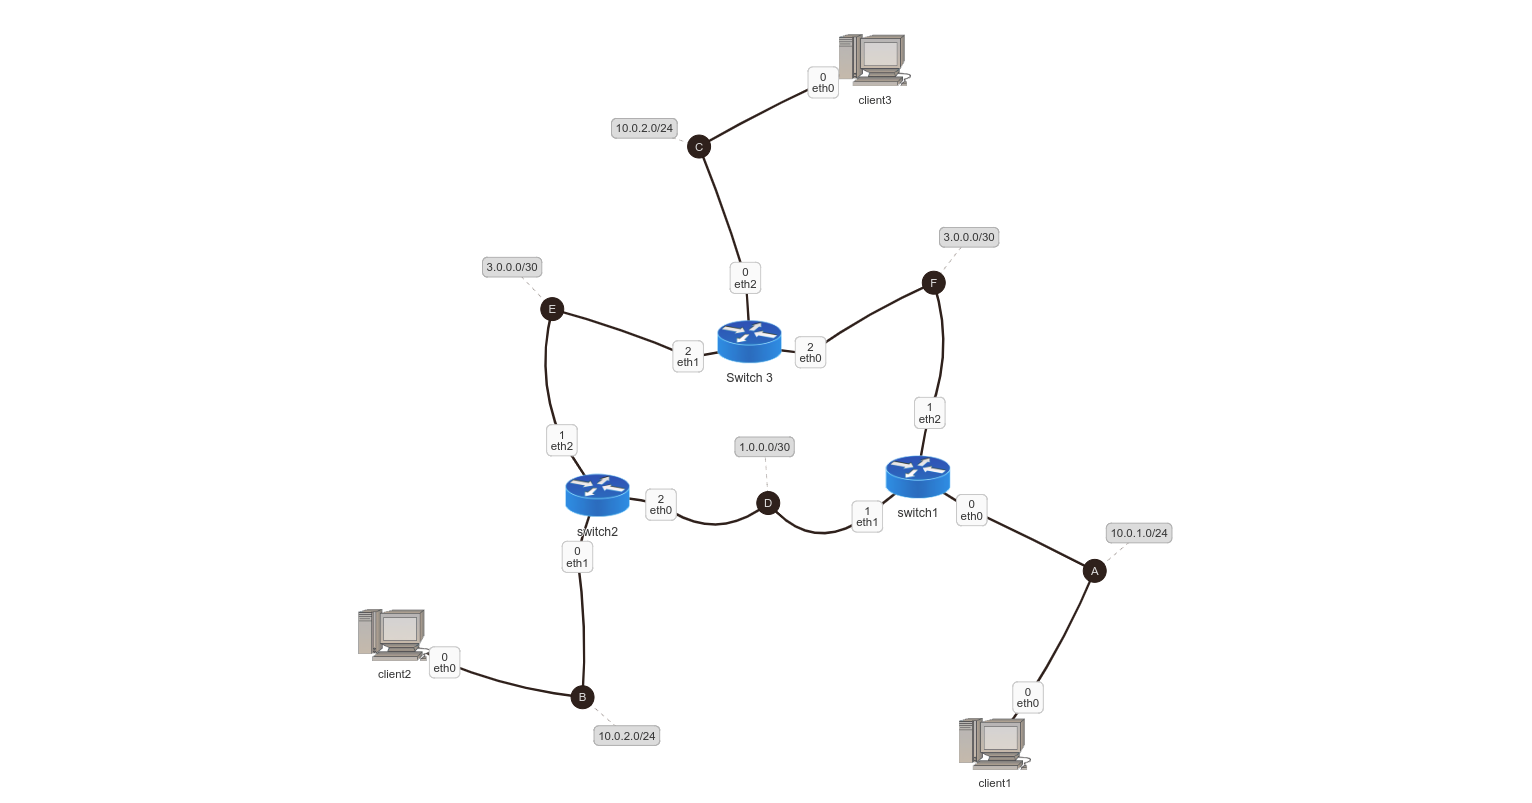 0
eth0
client3
10.0.2.0/24
C
3.0.0.0/30
F
3.0.0.0/30
E
0
eth2
2
eth1
2
eth0
Switch 3
1
eth2
1
eth2
1.0.0.0/30
D
2
eth0
switch2
1
eth1
switch1
0
eth0
0
eth1
10.0.1.0/24
A
0
eth0
client2
B
10.0.2.0/24
0
eth0
client1